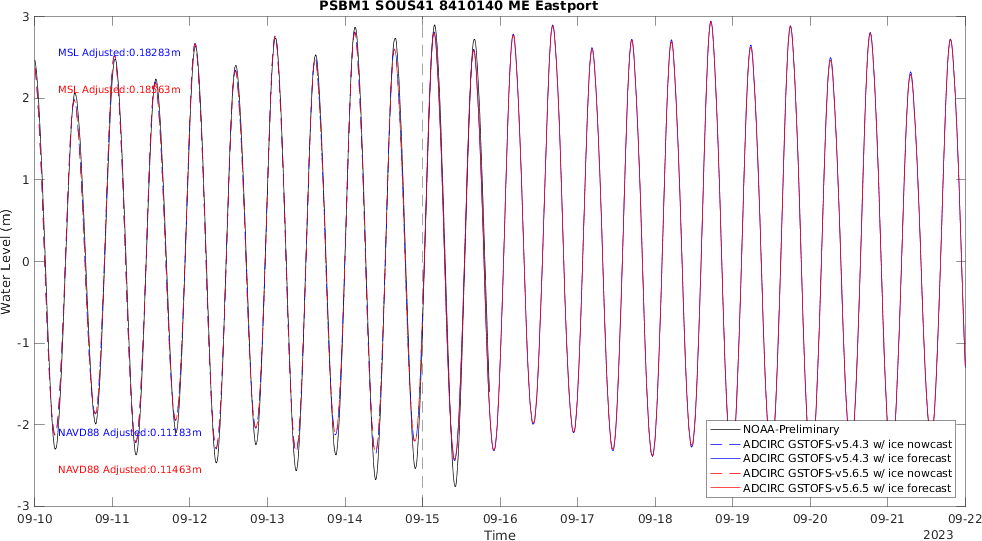 PSBM1 SOUS41 8410140 ME Eastport
Water Level (m)
3
2
1
0
-1
-2
-3
MSL Adjusted:0.18283m
MSL Adjusted:0.18563m
NAVD88 Adjusted:0.11183m
NAVD88 Adjusted:0.11463m
NOAA-Preliminary
ADCIRC GSTOFS-v5.4.3 w/ ice nowcast
ADCIRC GSTOFS-v5.4.3 w/ ice forecast
ADCIRC GSTOFS-v5.6.5 w/ ice nowcast
ADCIRC GSTOFS-v5.6.5 w/ ice forecast
09-10 09-11 09-12 09-13 09-14 09-15 09-16 09-17 09-18 09-19 09-20 09-21 09-22
Time
2023